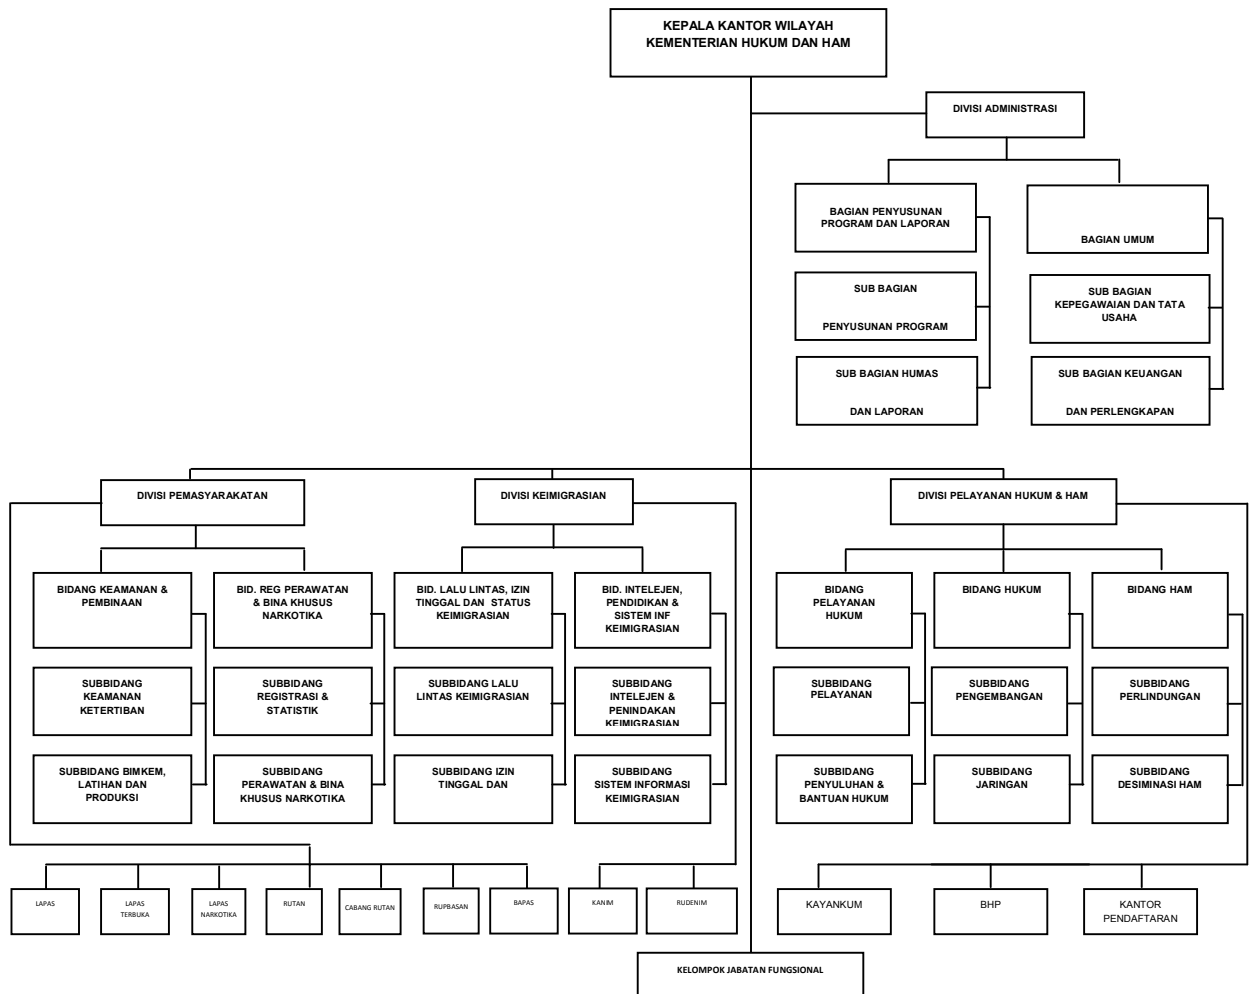 KEPALA KANTOR WILAYAH
KEMENTERIAN HUKUM DAN HAM
DIVISI ADMINISTRASI
BAGIAN PENYUSUNAN
PROGRAM DAN LAPORAN
BAGIAN UMUM
SUB BAGIAN
PENYUSUNAN PROGRAM
SUB BAGIAN
KEPEGAWAIAN DAN TATA
USAHA
SUB BAGIAN HUMAS
DAN LAPORAN
SUB BAGIAN KEUANGAN
DAN PERLENGKAPAN
DIVISI PEMASYARAKATAN
DIVISI KEIMIGRASIAN
DIVISI PELAYANAN HUKUM & HAM
BIDANG KEAMANAN &
PEMBINAAN
BID. REG PERAWATAN
& BINA KHUSUS
NARKOTIKA
BID. LALU LINTAS, IZIN
TINGGAL DAN STATUS
KEIMIGRASIAN
BID. INTELEJEN,
PENDIDIKAN &
SISTEM INF
KEIMIGRASIAN
BIDANG
PELAYANAN
HUKUM
BIDANG HUKUM
BIDANG HAM
SUBBIDANG
KEAMANAN
KETERTIBAN
SUBBIDANG
REGISTRASI &
STATISTIK
SUBBIDANG LALU
LINTAS KEIMIGRASIAN
SUBBIDANG
INTELEJEN &
PENINDAKAN
KEIMIGRASIAN
SUBBIDANG
PELAYANAN
SUBBIDANG
PENGEMBANGAN
SUBBIDANG
PERLINDUNGAN
SUBBIDANG BIMKEM,
LATIHAN DAN
PRODUKSI
SUBBIDANG
PERAWATAN & BINA
KHUSUS NARKOTIKA
SUBBIDANG IZIN
TINGGAL DAN
SUBBIDANG
SISTEM INFORMASI
KEIMIGRASIAN
SUBBIDANG
PENYULUHAN &
BANTUAN HUKUM
SUBBIDANG
JARINGAN
SUBBIDANG
DESIMINASI HAM
LAPAS
LAPAS
TERBUKA
LAPAS
NARKOTIKA
RUTAN
CABANG RUTAN
RUPBASAN
BAPAS
KANIM
RUDENIM
KAYANKUM
BHP
KANTOR
PENDAFTARAN
KELOMPOK JABATAN FUNGSIONAL